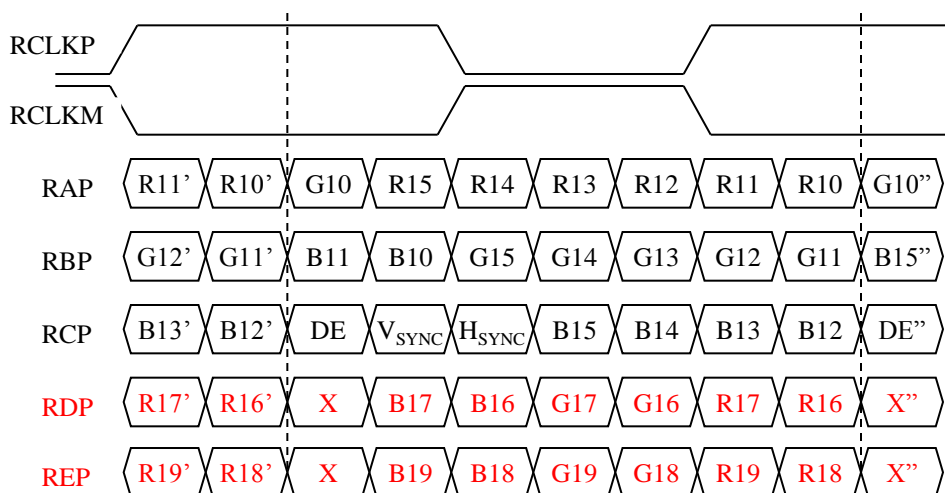 RCLKP
RCLKM
RAP R11’ R10’ G10 R15 R14 R13 R12 R11 R10 G10”
RBP G12’ G11’ B11 B10 G15 G14 G13 G12 G11 B15”
RCP B13’ B12’ DE VSYNC HSYNC B15 B14 B13 B12 DE”
RDP R17’ R16’ X B17 B16 G17 G16 R17 R16 X”
REP R19’ R18’ X B19 B18 G19 G18 R19 R18 X”